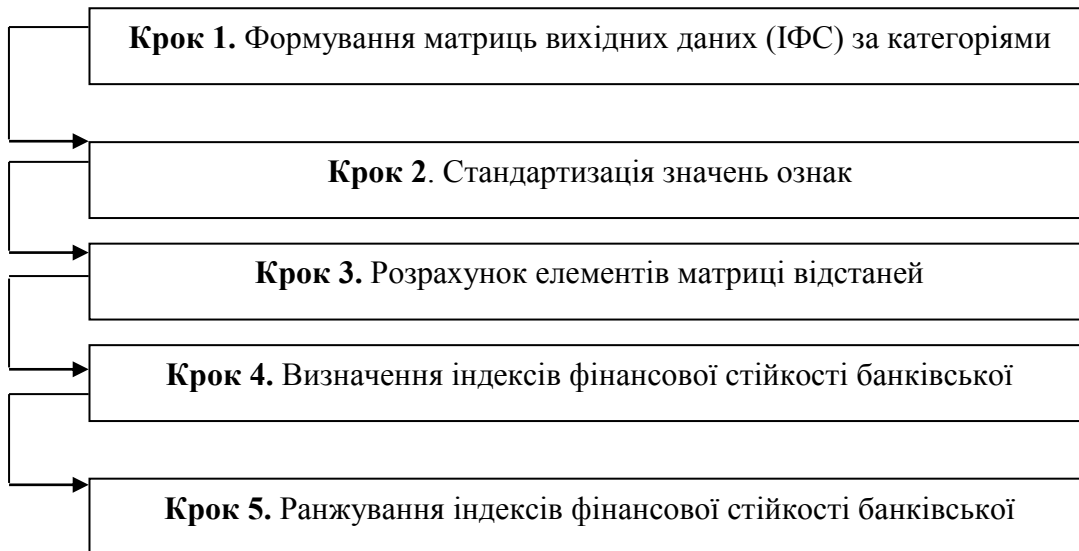 Крок 1. Формування матриць вихідних даних (ІФС) за категоріями
Крок 2. Стандартизація значень ознак
Крок 3. Розрахунок елементів матриці відстаней
Крок 4. Визначення індексів фінансової стійкості банківської
Крок 5. Ранжування індексів фінансової стійкості банківської